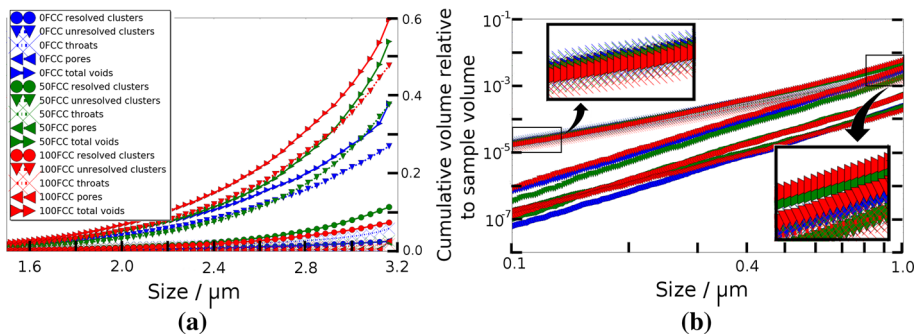 0FCC resolved clusters
0FCC unresolved clusters
0FCC throats
0FCC pores
0FCC total voids
50FCC resolved clusters
50FCC unresolved clusters
50FCC throats
50FCC pores
50FCC total voids
100FCC resolved clusters
100FCC unresolved clusters
100FCC throats
100FCC pores
100FCC total voids
0.6
0.4
0.2
0.0
1.6 2.0 2.4 2.8 3.2
Size / μm
(a)
Cumulative volume relative
to sample volume
10^-1
10^-3
10^-5
10^-7
0.1 0.4 1.0
Size / μm
(b)